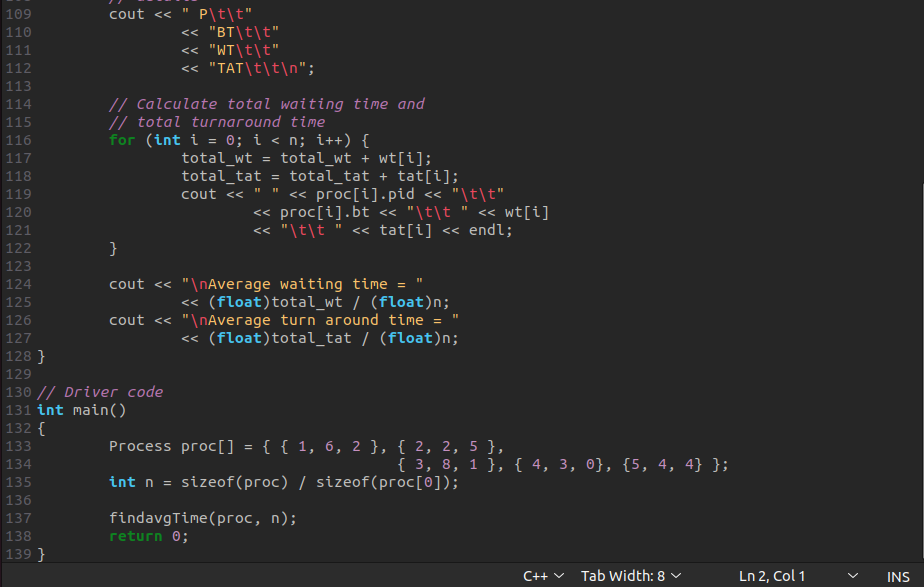 109 cout << " P\t\t"
110 << "BT\t\t"
111 << "WT\t\t"
112 << "TAT\t\t\n";
113
114 // Calculate total waiting time and
115 // total turnaround time
116 for (int i = 0; i < n; i++) {
117 total_wt = total_wt + wt[i];
118 total_tat = total_tat + tat[i];
119 cout << " " << proc[i].pid << "\t\t"
120 << proc[i].bt << "\t\t " << wt[i]
121 << "\t\t " << tat[i] << endl;
122 }
123
124 cout << "\nAverage waiting time = "
125 << (float)total_wt / (float)n;
126 cout << "\nAverage turn around time = "
127 << (float)total_tat / (float)n;
128 }
129
130 // Driver code
131 int main()
132 {
133 Process proc[] = { { 1, 6, 2 }, { 2, 2, 5 },
134 { 3, 8, 1 }, { 4, 3, 0}, {5, 4, 4} };
135 int n = sizeof(proc) / sizeof(proc[0]);
136
137 findavgTime(proc, n);
138 return 0;
139 }
C++ Tab Width: 8 Ln 2, Col 1 INS